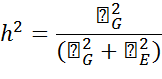 h² = �²_G / (�²_G + �²_E)